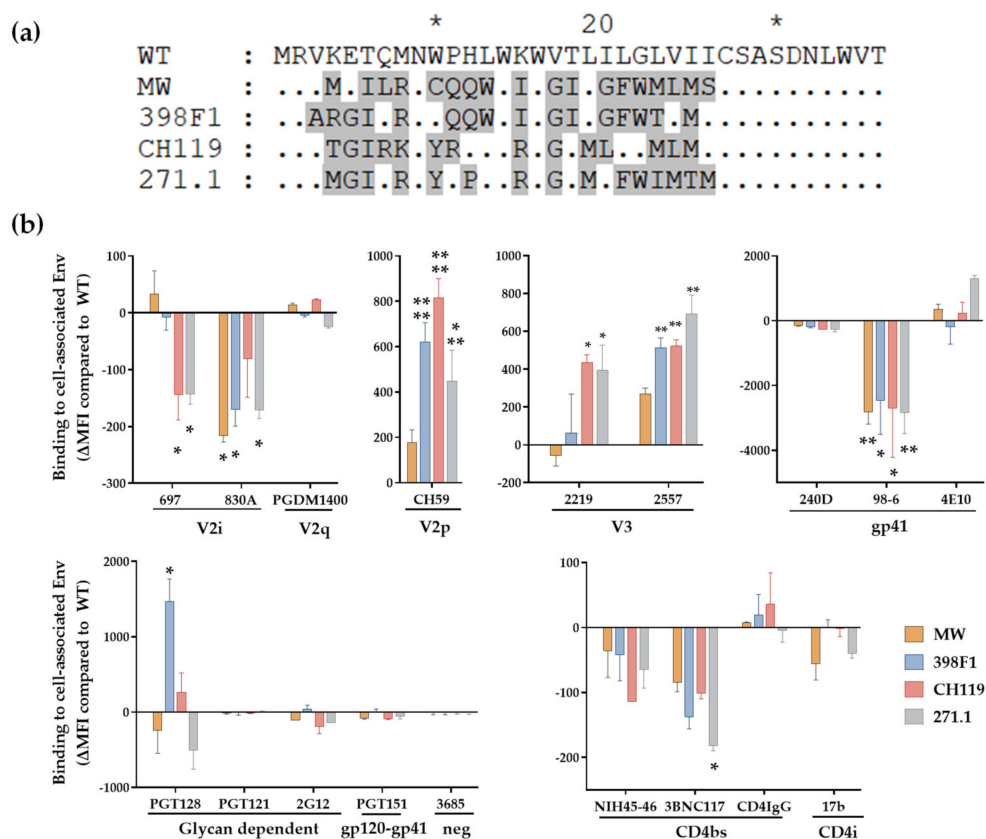 (a)
* 20 *
WT : MRVKETQMNWPHLWKWVTLILGLVIICSASDNLWVT
MW : ...M.ILR.CQQW.I.GI.GFWMLMS..........
398F1 : ..ARGI.R..QQW.I.GI.GFWT.M...........
CH119 : ...TGIRKYR...R.G.ML..MLM...........
271.1 : ...MGI.R.Y.P..R.G.M.FWIMTM..........
(b)
Binding to cell-associated Env
(ΔMFI compared to WT)
100
0
-100
-200
-300
* * * * *
697 830A PGDM1400
V2i V2q
1000
800
600
400
200
0
** ** ** ** * **
CH59
V2p
1000
800
600
400
200
0
-200
* * ** ** **
2219 2557
V3
4000
2000
0
-2000
-4000
** * * **
240D 98-6 4E10
gp41
Binding to cell-associated Env
(ΔMFI compared to WT)
2000
1000
0
-1000
*
PGT128 PGT121 2G12 PGT151 3685
Glycan dependent gp120-gp41 neg
100
0
-100
-200
*
NIH45-46 3BNC117 CD4IgG 17b
CD4bs CD4i
MW
398F1
CH119
271.1